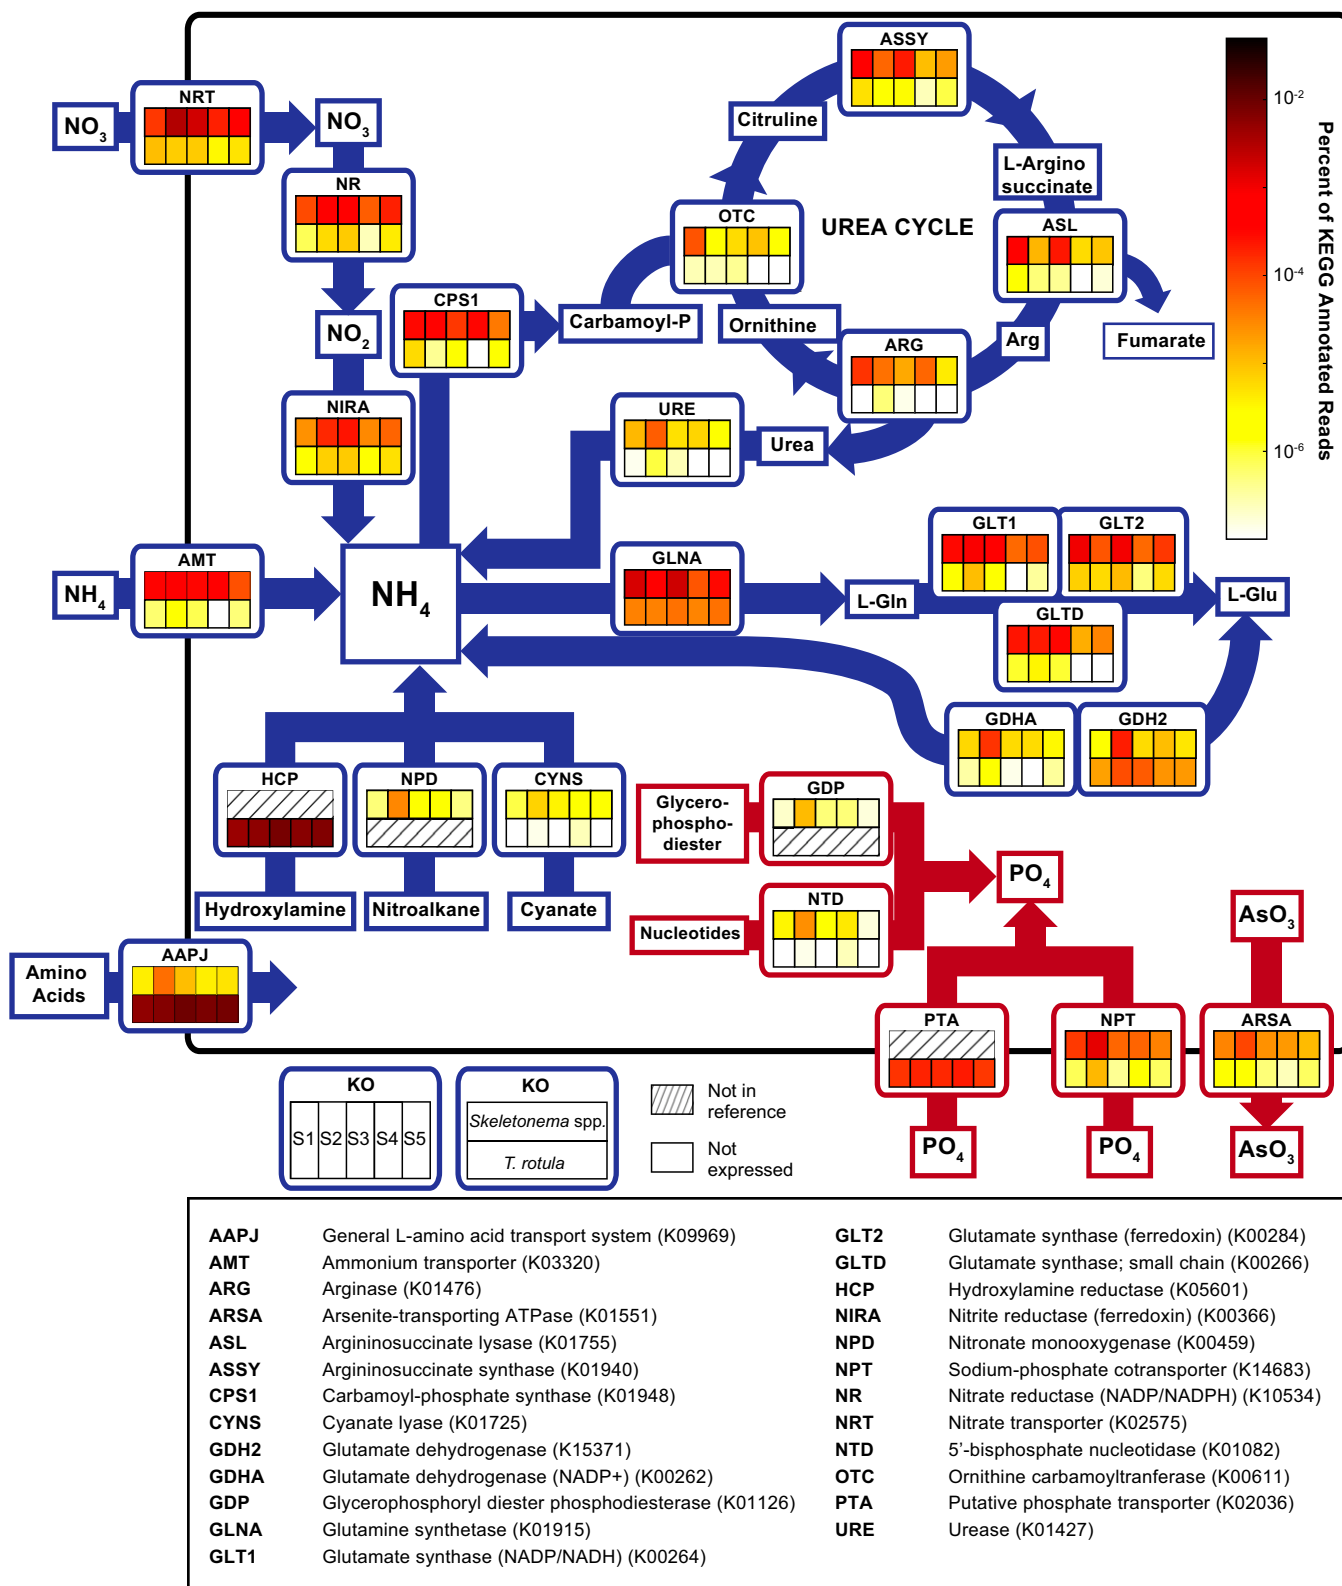 ASSY
NRT
NO3
NO3
Citruline
10-2
Percent of KEGG Annotated Reads
L-Argino
succinate
NR
OTC
UREA CYCLE
ASL
10-4
CPS1
NO2
Carbamoyl-P
Ornithine
Arg
Fumarate
ARG
NIRA
URE
Urea
10-6
GLT1
GLT2
AMT
NH4
NH4
GLNA
L-Gln
L-Glu
GLTD
GDHA
GDH2
HCP
NPD
CYNS
Glycero-
phospho-
diester
GDP
PO4
Hydroxylamine
Nitroalkane
Cyanate
Nucleotides
NTD
AsO3
Amino
Acids
AAPJ
PTA
NPT
ARSA
KO
S1 S2 S3 S4 S5
KO
Skeletonema spp.
T. rotula
Not in
reference
Not
expressed
PO4
PO4
AsO3
AAPJ General L-amino acid transport system (K09969)
AMT Ammonium transporter (K03320)
ARG Arginase (K01476)
ARSA Arsenite-transporting ATPase (K01551)
ASL Argininosuccinate lysase (K01755)
ASSY Argininosuccinate synthase (K01940)
CPS1 Carbamoyl-phosphate synthase (K01948)
CYNS Cyanate lyase (K01725)
GDH2 Glutamate dehydrogenase (K15371)
GDHA Glutamate dehydrogenase (NADP+) (K00262)
GDP Glycerophosphoryl diester phosphodiesterase (K01126)
GLNA Glutamine synthetase (K01915)
GLT1 Glutamate synthase (NADP/NADH) (K00264)
GLT2 Glutamate synthase (ferredoxin) (K00284)
GLTD Glutamate synthase; small chain (K00266)
HCP Hydroxylamine reductase (K05601)
NIRA Nitrite reductase (ferredoxin) (K00366)
NPD Nitronate monooxygenase (K00459)
NPT Sodium-phosphate cotransporter (K14683)
NR Nitrate reductase (NADP/NADPH) (K10534)
NRT Nitrate transporter (K02575)
NTD 5’-bisphosphate nucleotidase (K01082)
OTC Ornithine carbamoyltranferase (K00611)
PTA Putative phosphate transporter (K02036)
URE Urease (K01427)